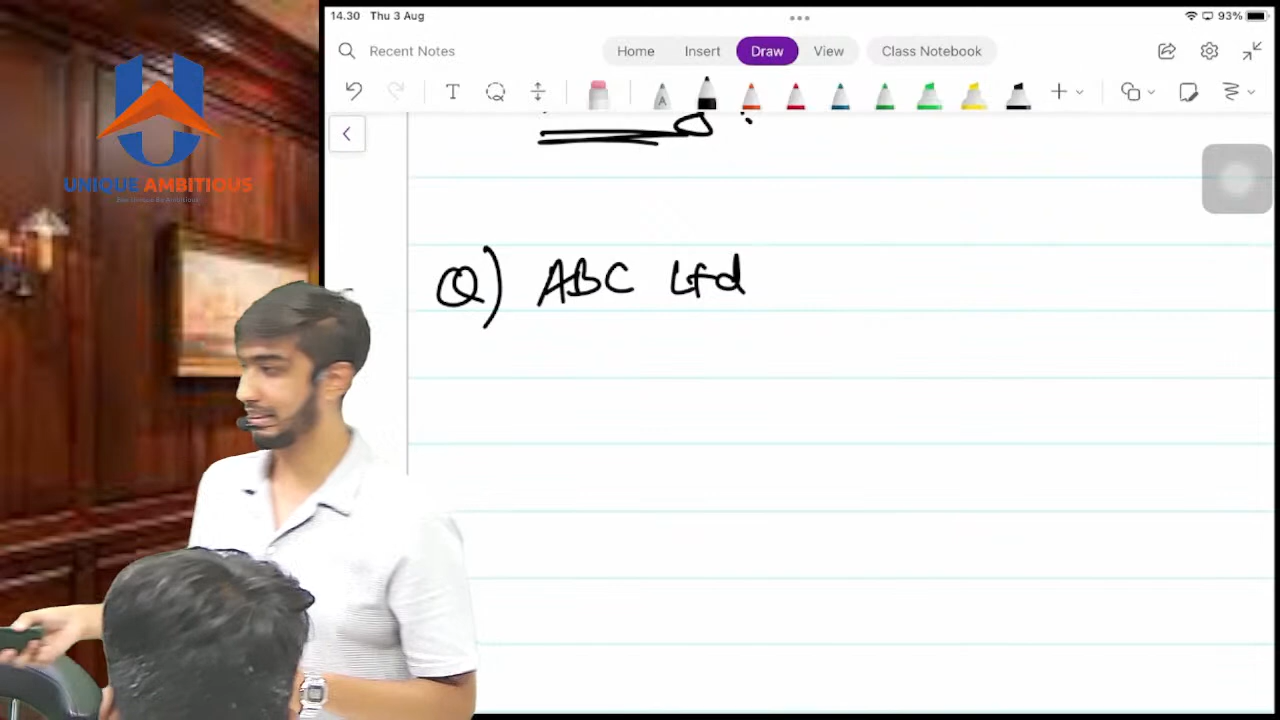 14.30 Thu 3 Aug
93%
Recent Notes
Home Insert Draw View Class Notebook
T
A
UNIQUE AMBITIOUS
Q) ABC Ltd